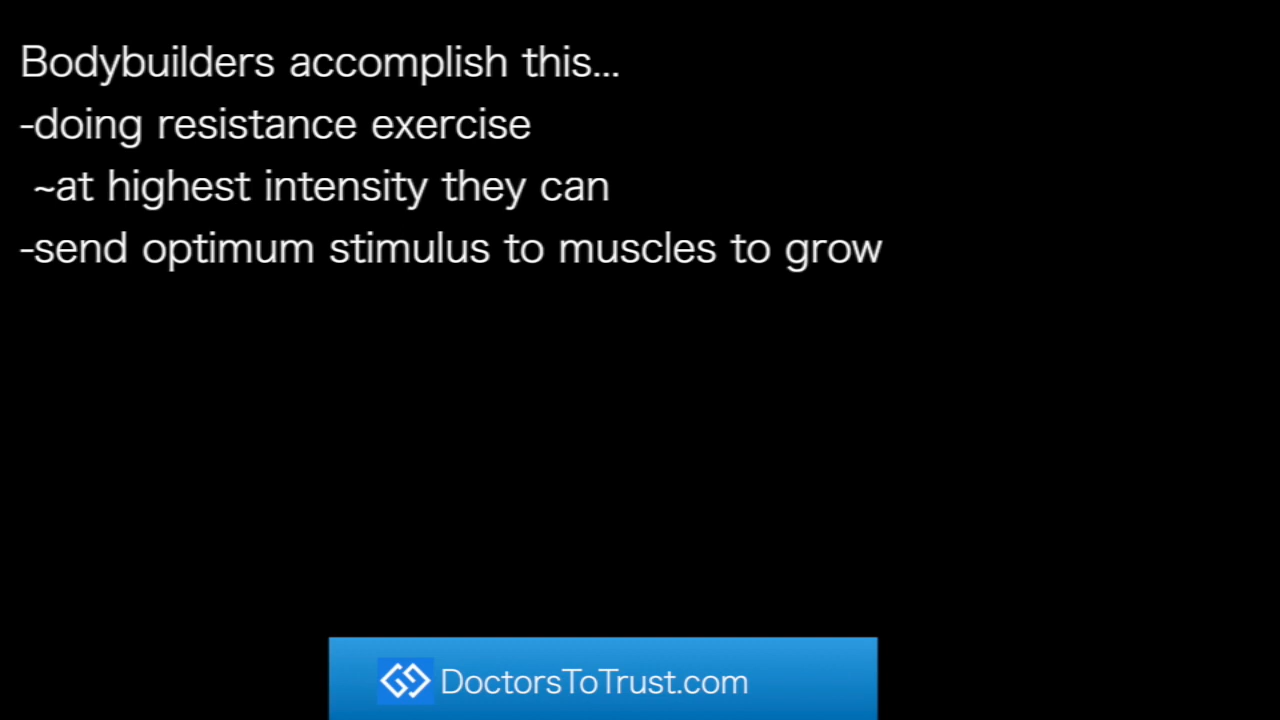 Bodybuilders accomplish this...
-doing resistance exercise
~at highest intensity they can
-send optimum stimulus to muscles to grow
DoctorsToTrust.com